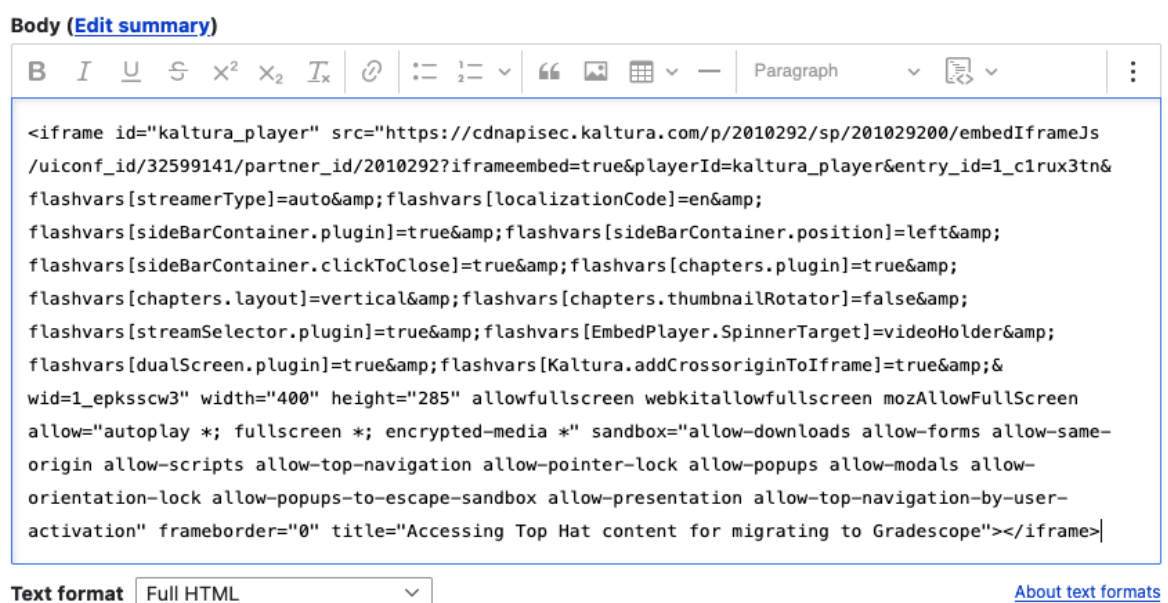 Body (Edit summary)
B I U S X² X₂ Tx Paragraph
<iframe id="kaltura_player" src="https://cdnapisec.kaltura.com/p/2010292/sp/201029200/embedIframeJs
/uiconf_id/32599141/partner_id/2010292?iframeembed=true&playerId=kaltura_player&entry_id=1_c1rux3tn&
flashvars[streamerType]=auto&amp;flashvars[localizationCode]=en&amp;
flashvars[sideBarContainer.plugin]=true&amp;flashvars[sideBarContainer.position]=left&amp;
flashvars[sideBarContainer.clickToClose]=true&amp;flashvars[chapters.plugin]=true&amp;
flashvars[chapters.layout]=vertical&amp;flashvars[chapters.thumbnailRotator]=false&amp;
flashvars[streamSelector.plugin]=true&amp;flashvars[EmbedPlayer.SpinnerTarget]=videoHolder&amp;
flashvars[dualScreen.plugin]=true&amp;flashvars[Kaltura.addCrossoriginToIframe]=true&amp;&
wid=1_epksscw3" width="400" height="285" allowfullscreen webkitallowfullscreen mozAllowFullScreen
allow="autoplay *; fullscreen *; encrypted-media *" sandbox="allow-downloads allow-forms allow-same-
origin allow-scripts allow-top-navigation allow-pointer-lock allow-popups allow-modals allow-
orientation-lock allow-popups-to-escape-sandbox allow-presentation allow-top-navigation-by-user-
activation" frameborder="0" title="Accessing Top Hat content for migrating to Gradescope"></iframe>
Text format Full HTML About text formats